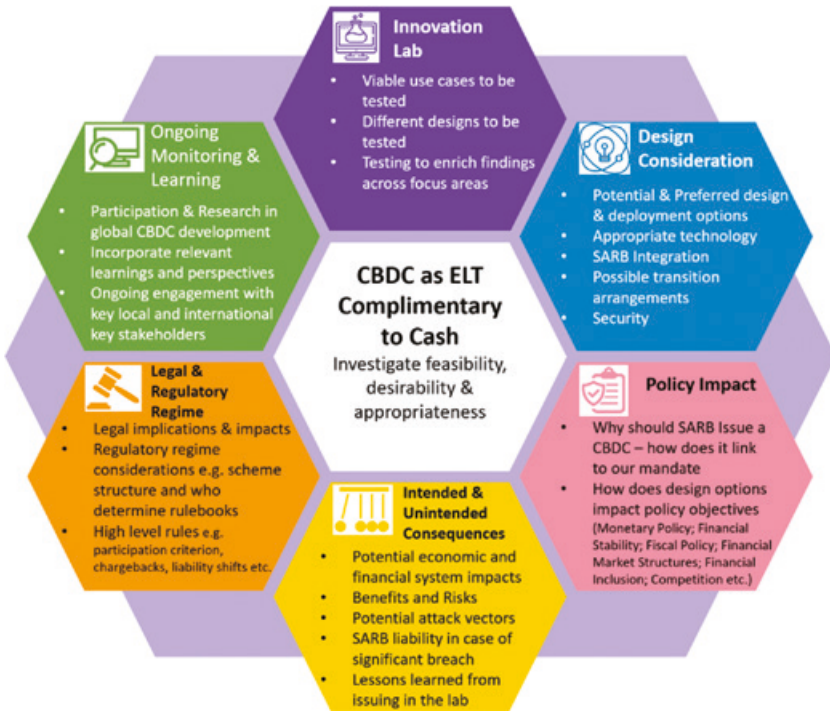 Innovation
Lab
• Viable use cases to be
tested
• Different designs to be
tested
• Testing to enrich findings
across focus areas
Ongoing
Monitoring &
Learning
• Participation & Research in
global CBDC development
• Incorporate relevant
learnings and perspectives
• Ongoing engagement with
key local and international
key stakeholders
Design
Consideration
• Potential & Preferred design
& deployment options
• Appropriate technology
• SARB Integration
• Possible transition
arrangements
• Security
CBDC as ELT
Complimentary
to Cash
Investigate feasibility,
desirability &
appropriateness
Legal &
Regulatory
Regime
• Legal implications & impacts
• Regulatory regime
considerations e.g. scheme
structure and who
determine rulebooks
• High level rules e.g.
participation criterion,
chargebacks, liability shifts etc.
Policy Impact
• Why should SARB Issue a
CBDC – how does it link
to our mandate
• How does design options
impact policy objectives
(Monetary Policy; Financial
Stability; Fiscal Policy; Financial
Market Structures; Financial
Inclusion; Competition etc.)
Intended &
Unintended
Consequences
• Potential economic and
financial system impacts
• Benefits and Risks
• Potential attack vectors
• SARB liability in case of
significant breach
• Lessons learned from
issuing in the lab